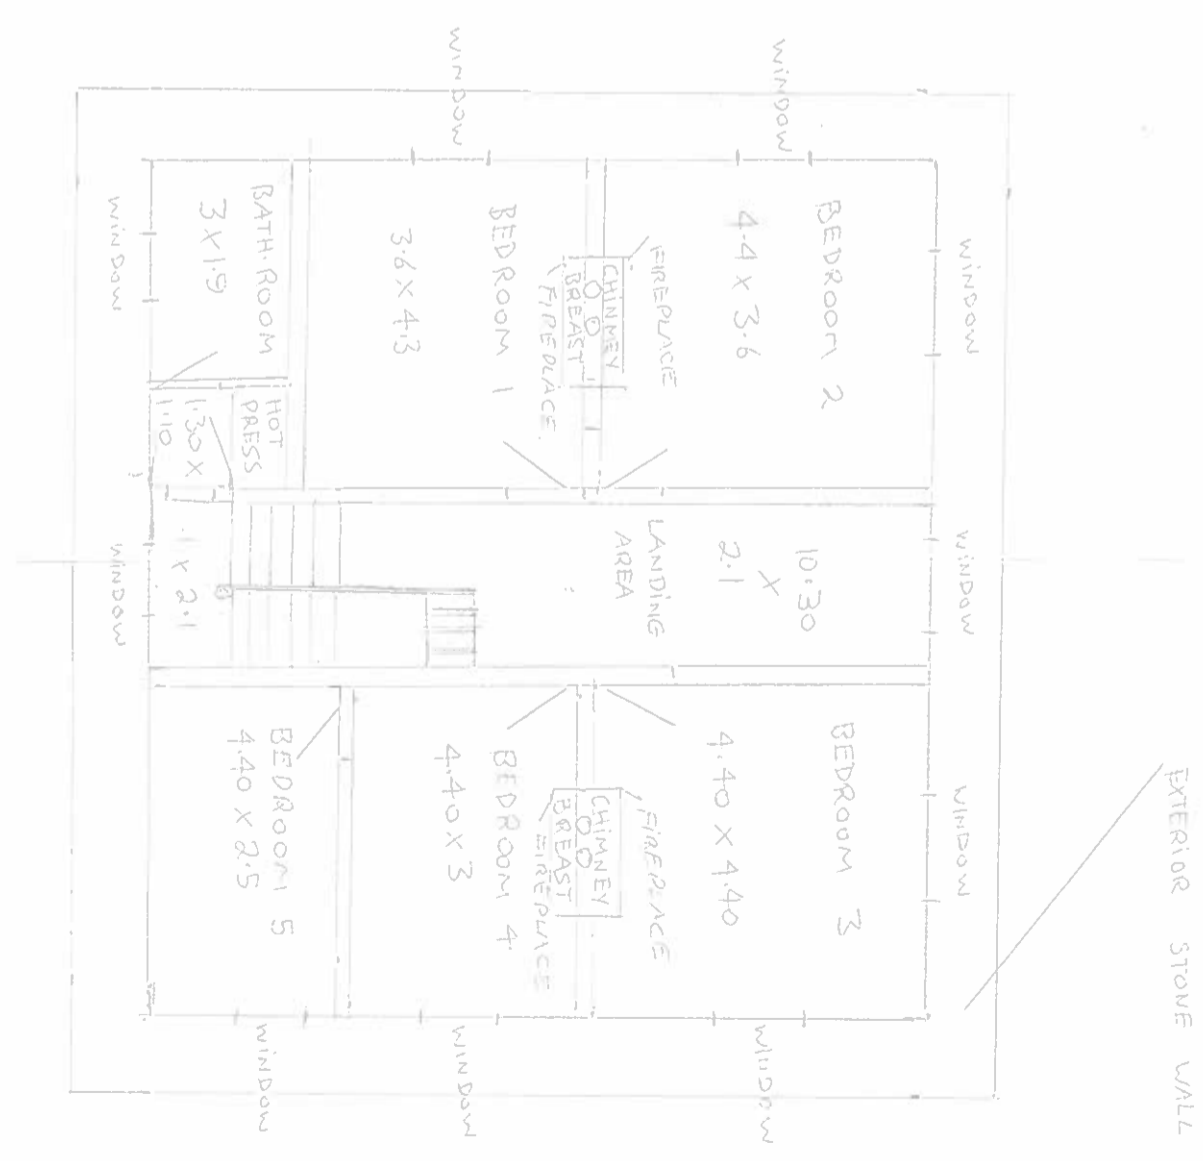 WINDOW
WINDOW
WINDOW
BATH-ROOM
3 X 1.9
BEDROOM 1
3.6 X 4.3
BEDROOM 2
4.4 X 3.6
WINDOW
FIREPLACE
CHINMEY
BREAST
FIREPLACE
HOT
PRESS
1.30 X
1.10
WINDOW
X 2.1
LANDING
AREA
10.30
X
2.1
WINDOW
BEDROOM 5
4.40 X 2.5
BEDROOM 4
4.40 X 3
FIREPLACE
CHIMNEY
BREAST
FIREPLACE
BEDROOM 3
4.40 X 4.40
WINDOW
WINDOW
WINDOW
WINDOW
EXTERIOR STONE WALL